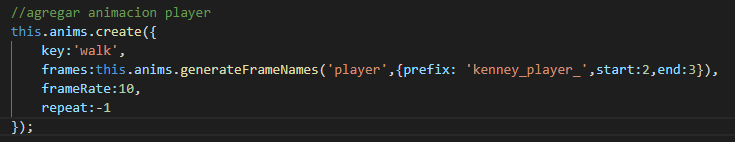 //agregar animacion player
this.anims.create({
    key:'walk',
    frames:this.anims.generateFrameNames('player',{prefix: 'kenney_player_',start:2,end:3}),
    frameRate:10,
    repeat:-1
});